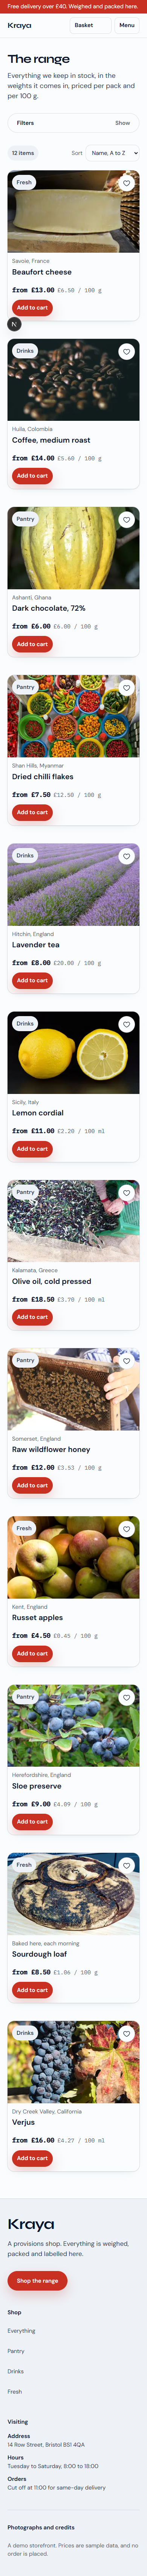 Free delivery over £40. Weighed and packed here.
Kraya
Basket
Menu
The range
Everything we keep in stock, in the
weights it comes in, priced per pack and
per 100 g.
Filters
Show
12 items
Sort
Name, A to Z
Fresh
Savoie, France
Beaufort cheese
from £13.00 £6.50 / 100 g
Add to cart
N
Drinks
Huila, Colombia
Coffee, medium roast
from £14.00 £5.60 / 100 g
Add to cart
Pantry
Ashanti, Ghana
Dark chocolate, 72%
from £6.00 £6.00 / 100 g
Add to cart
Pantry
Shan Hills, Myanmar
Dried chilli flakes
from £7.50 £12.50 / 100 g
Add to cart
Drinks
Hitchin, England
Lavender tea
from £8.00 £20.00 / 100 g
Add to cart
Drinks
Sicily, Italy
Lemon cordial
from £11.00 £2.20 / 100 ml
Add to cart
Pantry
Kalamata, Greece
Olive oil, cold pressed
from £18.50 £3.70 / 100 ml
Add to cart
Pantry
Somerset, England
Raw wildflower honey
from £12.00 £3.53 / 100 g
Add to cart
Fresh
Kent, England
Russet apples
from £4.50 £0.45 / 100 g
Add to cart
Pantry
Herefordshire, England
Sloe preserve
from £9.00 £4.09 / 100 g
Add to cart
Fresh
Baked here, each morning
Sourdough loaf
from £8.50 £1.06 / 100 g
Add to cart
Drinks
Dry Creek Valley, California
Verjus
from £16.00 £4.27 / 100 ml
Add to cart
Kraya
A provisions shop. Everything is weighed,
packed and labelled here.
Shop the range
Shop
Everything
Pantry
Drinks
Fresh
Visiting
Address
14 Row Street, Bristol BS1 4QA
Hours
Tuesday to Saturday, 8:00 to 18:00
Orders
Cut off at 11:00 for same-day delivery
Photographs and credits
A demo storefront. Prices are sample data, and no
order is placed.